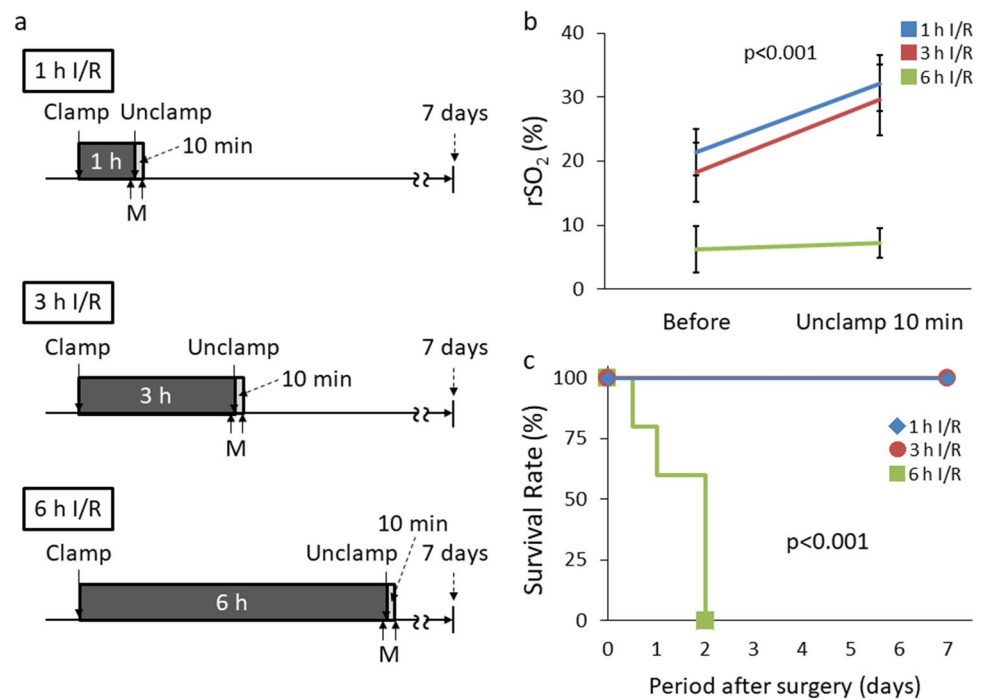 a
1 h I/R
Clamp Unclamp
7 days
1 h
10 min
M
3 h I/R
Clamp Unclamp
7 days
3 h
10 min
M
6 h I/R
10 min
Clamp Unclamp 7 days
6 h
M
b
rSO2 (%)
40
30
20
10
0
p<0.001
1 h I/R
3 h I/R
6 h I/R
Before Unclamp 10 min
c
Survival Rate (%)
100
75
50
25
0
1 h I/R
3 h I/R
6 h I/R
p<0.001
0 1 2 3 4 5 6 7
Period after surgery (days)